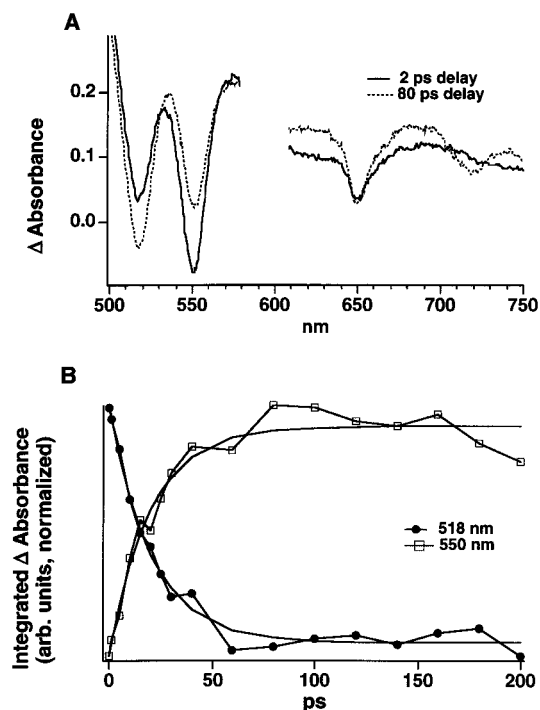 A
Δ Absorbance
0.2
0.1
0.0
2 ps delay
80 ps delay
500 550 600 650 700 750
nm
B
Integrated Δ Absorbance
(arb. units, normalized)
518 nm
550 nm
0 50 100 150 200
ps